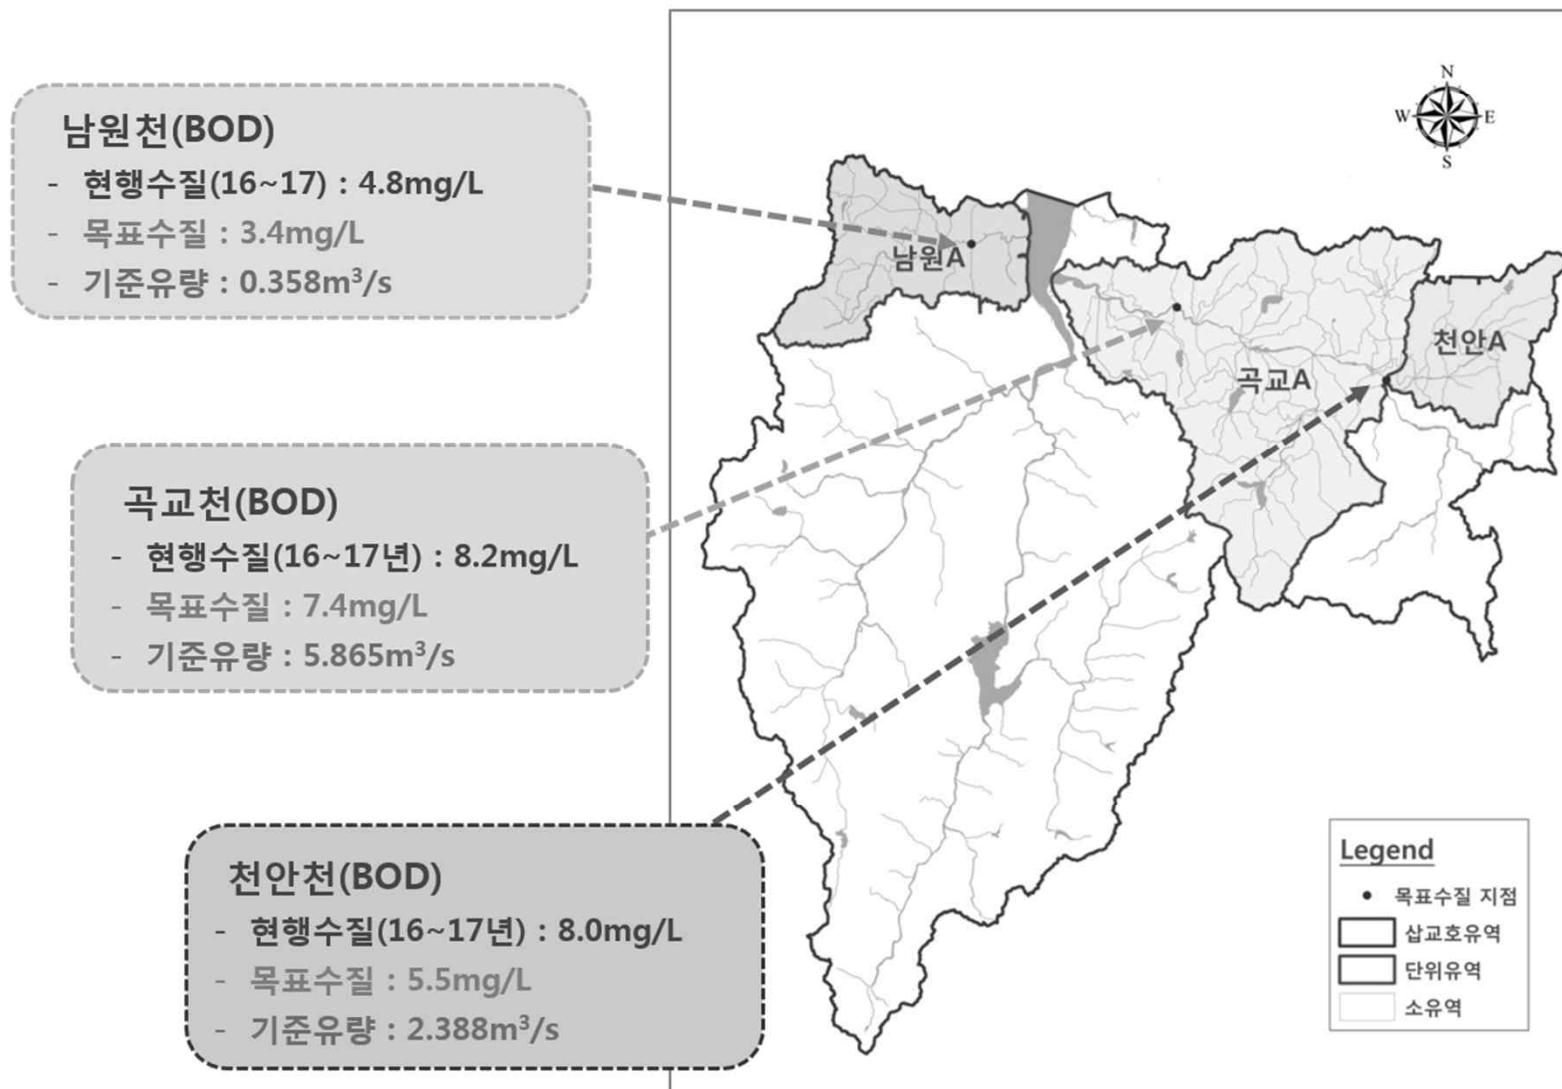 남원천(BOD)
- 현행수질(16~17) : 4.8mg/L
- 목표수질 : 3.4mg/L
- 기준유량 : 0.358m³/s
곡교천(BOD)
- 현행수질(16~17년) : 8.2mg/L
- 목표수질 : 7.4mg/L
- 기준유량 : 5.865m³/s
천안천(BOD)
- 현행수질(16~17년) : 8.0mg/L
- 목표수질 : 5.5mg/L
- 기준유량 : 2.388m³/s
N
W E
S
남원A
천안A
곡교A
Legend
목표수질 지점
삽교호유역
단위유역
소유역